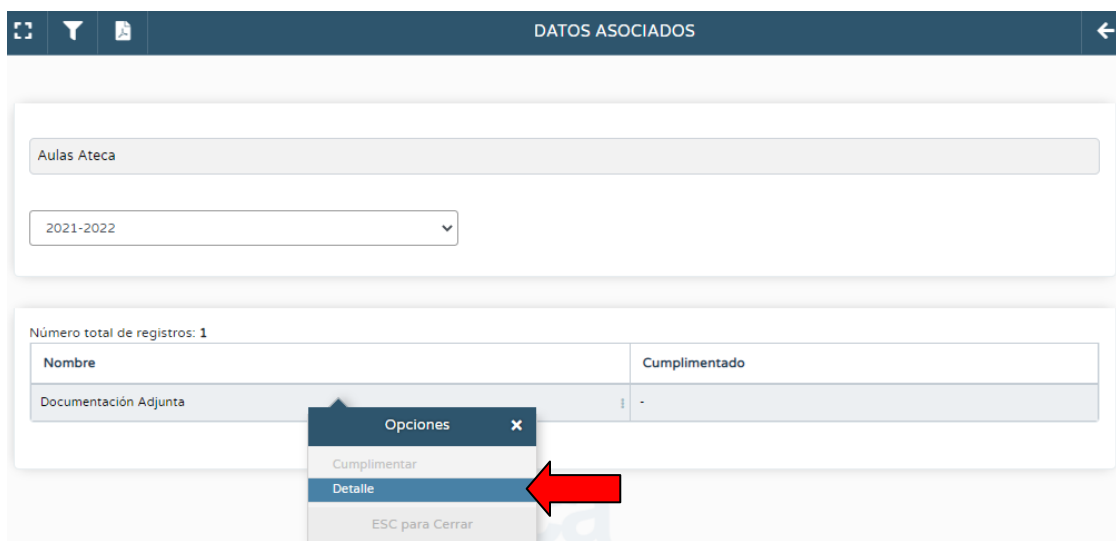 DATOS ASOCIADOS
Aulas Ateca
2021-2022
Número total de registros: 1
Nombre Cumplimentado
Documentación Adjunta -
Opciones
Cumplimentar
Detalle
ESC para Cerrar